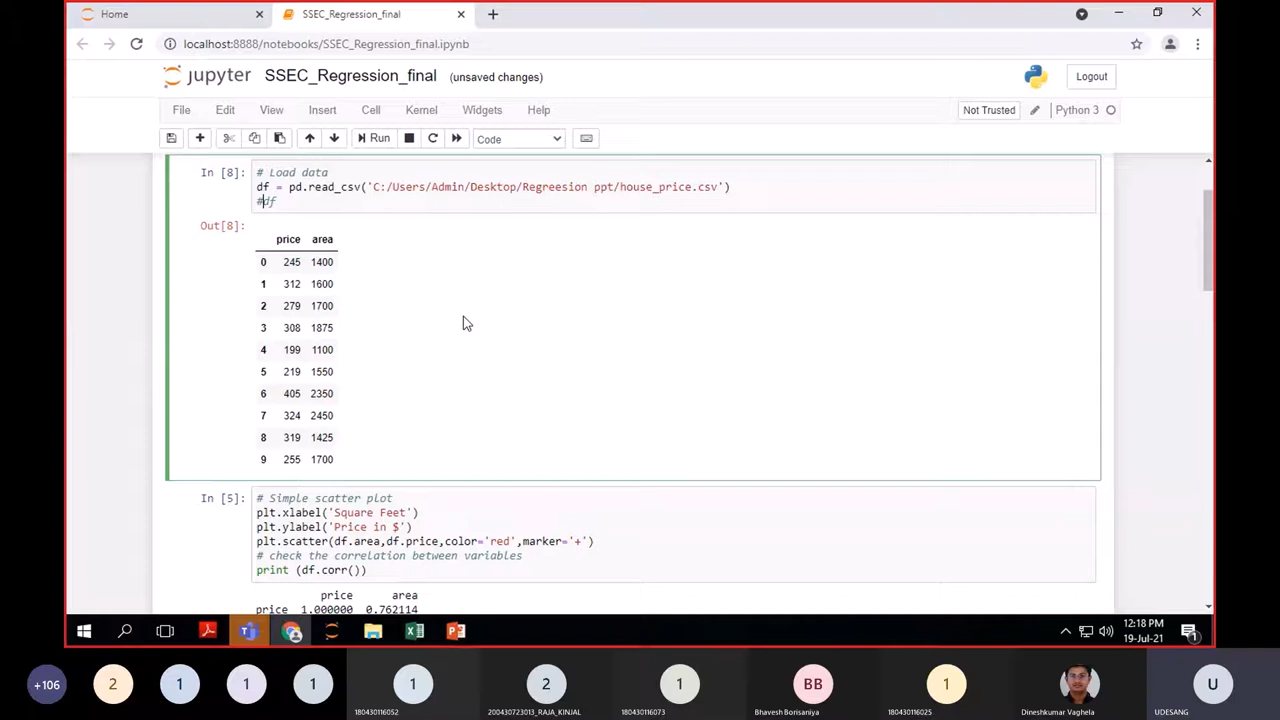 Home
SSEC_Regression_final
localhost:8888/notebooks/SSEC_Regression_final.ipynb
jupyter SSEC_Regression_final (unsaved changes)
Logout
File Edit View Insert Cell Kernel Widgets Help
Not Trusted
Python 3
Run
Code
In [8]:
# Load data
df = pd.read_csv('C:/Users/Admin/Desktop/Regreesion ppt/house_price.csv')
#df
Out[8]:
price area
0 245 1400
1 312 1600
2 279 1700
3 308 1875
4 199 1100
5 219 1550
6 405 2350
7 324 2450
8 319 1425
9 255 1700
In [5]:
# Simple scatter plot
plt.xlabel('Square Feet')
plt.ylabel('Price in $')
plt.scatter(df.area,df.price,color='red',marker='+')
# check the correlation between variables
print (df.corr())
price area
price 1.000000 0.762114
12:18 PM
19-Jul-21
1
+106
2
1
1
1
1
180430116052
2
200430723013_RAJA_KINJAL
1
180430116073
BB
Bhavesh Borisaniya
1
180430116025
Dineshkumar Vaghela
U
UDESANG